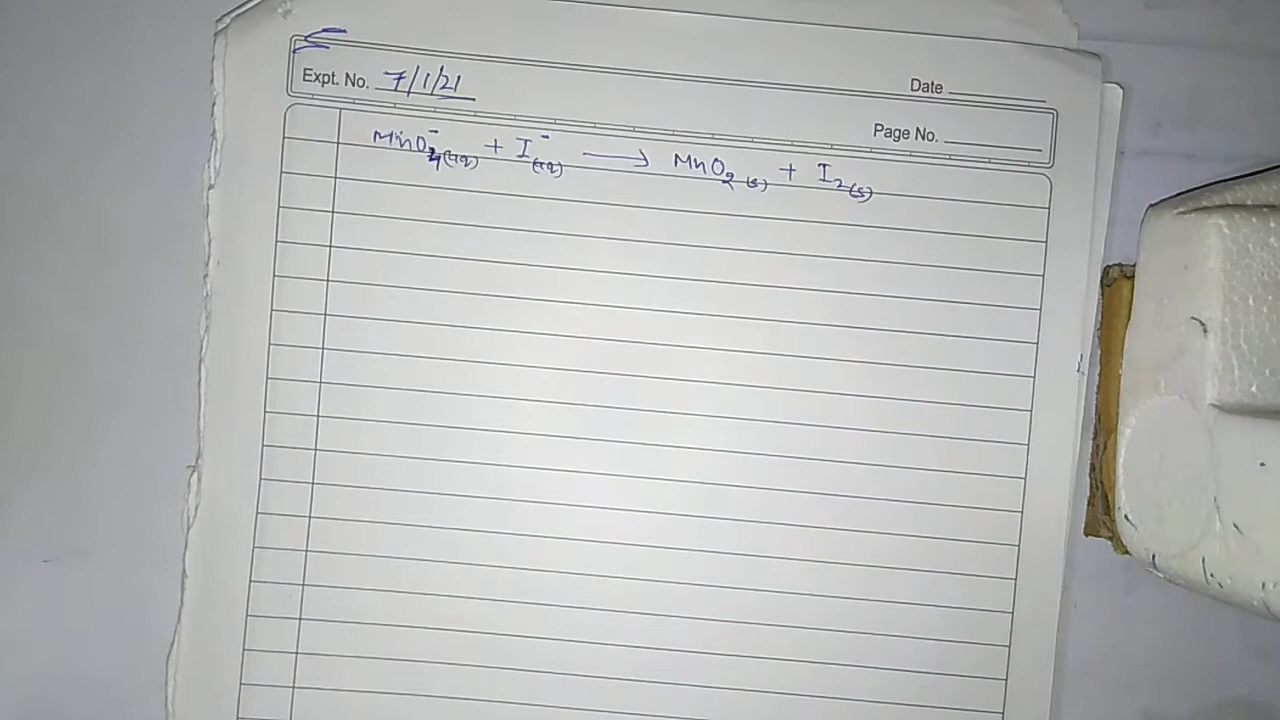 Expt. No. 7/1/21
Date
Page No.
MnO₄⁻(aq) + I⁻(aq) ⟶ MnO₂(s) + I₂(s)